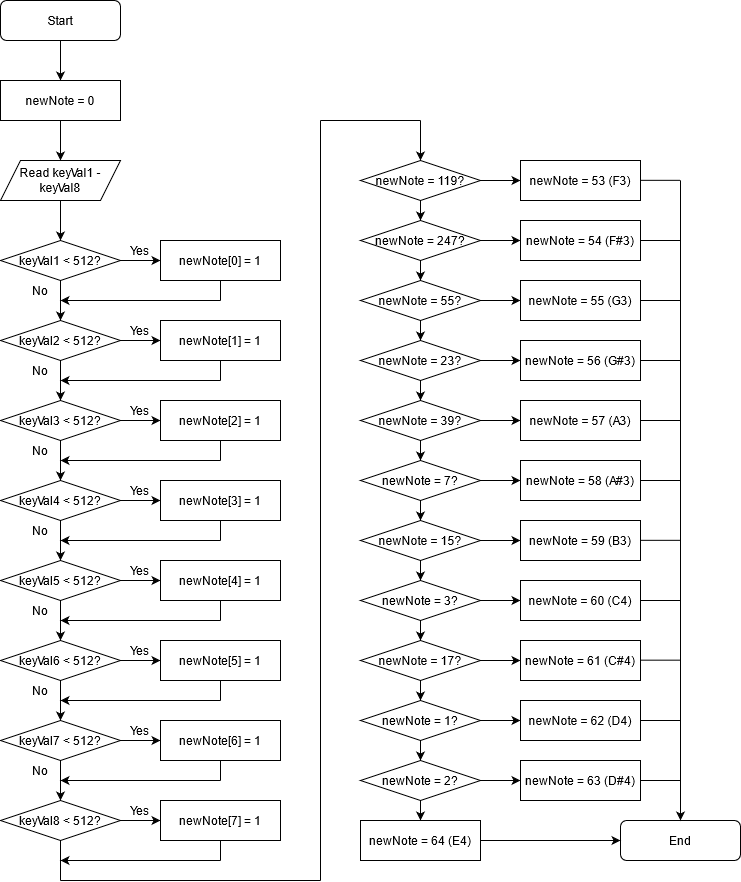 Start
newNote = 0
Read keyVal1 -
keyVal8
keyVal1 < 512?
Yes
newNote[0] = 1
No
keyVal2 < 512?
Yes
newNote[1] = 1
No
keyVal3 < 512?
Yes
newNote[2] = 1
No
keyVal4 < 512?
Yes
newNote[3] = 1
No
keyVal5 < 512?
Yes
newNote[4] = 1
No
keyVal6 < 512?
Yes
newNote[5] = 1
No
keyVal7 < 512?
Yes
newNote[6] = 1
No
keyVal8 < 512?
Yes
newNote[7] = 1
newNote = 119?
newNote = 53 (F3)
newNote = 247?
newNote = 54 (F#3)
newNote = 55?
newNote = 55 (G3)
newNote = 23?
newNote = 56 (G#3)
newNote = 39?
newNote = 57 (A3)
newNote = 7?
newNote = 58 (A#3)
newNote = 15?
newNote = 59 (B3)
newNote = 3?
newNote = 60 (C4)
newNote = 17?
newNote = 61 (C#4)
newNote = 1?
newNote = 62 (D4)
newNote = 2?
newNote = 63 (D#4)
newNote = 64 (E4)
End